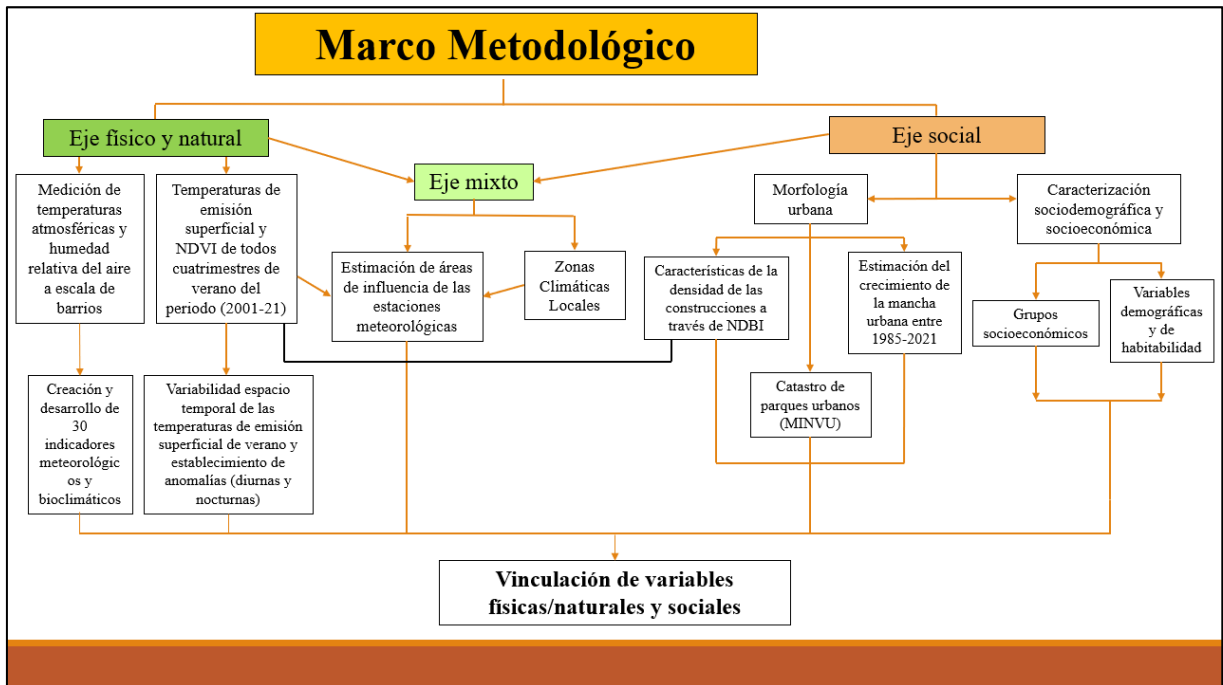 Marco Metodológico
Eje físico y natural
Eje social
Eje mixto
Medición de
temperaturas
atmosféricas y
humedad
relativa del aire
a escala de
barrios
Temperaturas de
emisión
superficial y
NDVI de todos
cuatrimestres de
verano del
periodo (2001-21)
Estimación de áreas
de influencia de las
estaciones
meteorológicas
Zonas
Climáticas
Locales
Morfología
urbana
Caracterización
sociodemográfica y
socioeconómica
Características de la
densidad de las
construcciones a
través de NDBI
Estimación del
crecimiento de
la mancha
urbana entre
1985-2021
Grupos
socioeconómicos
Variables
demográficas
y de
habitabilidad
Creación y
desarrollo de
30
indicadores
meteorológic
os y
bioclimáticos
Variabilidad espacio
temporal de las
temperaturas de emisión
superficial de verano y
establecimiento de
anomalías (diurnas y
nocturnas)
Catastro de
parques urbanos
(MINVU)
Vinculación de variables
físicas/naturales y sociales